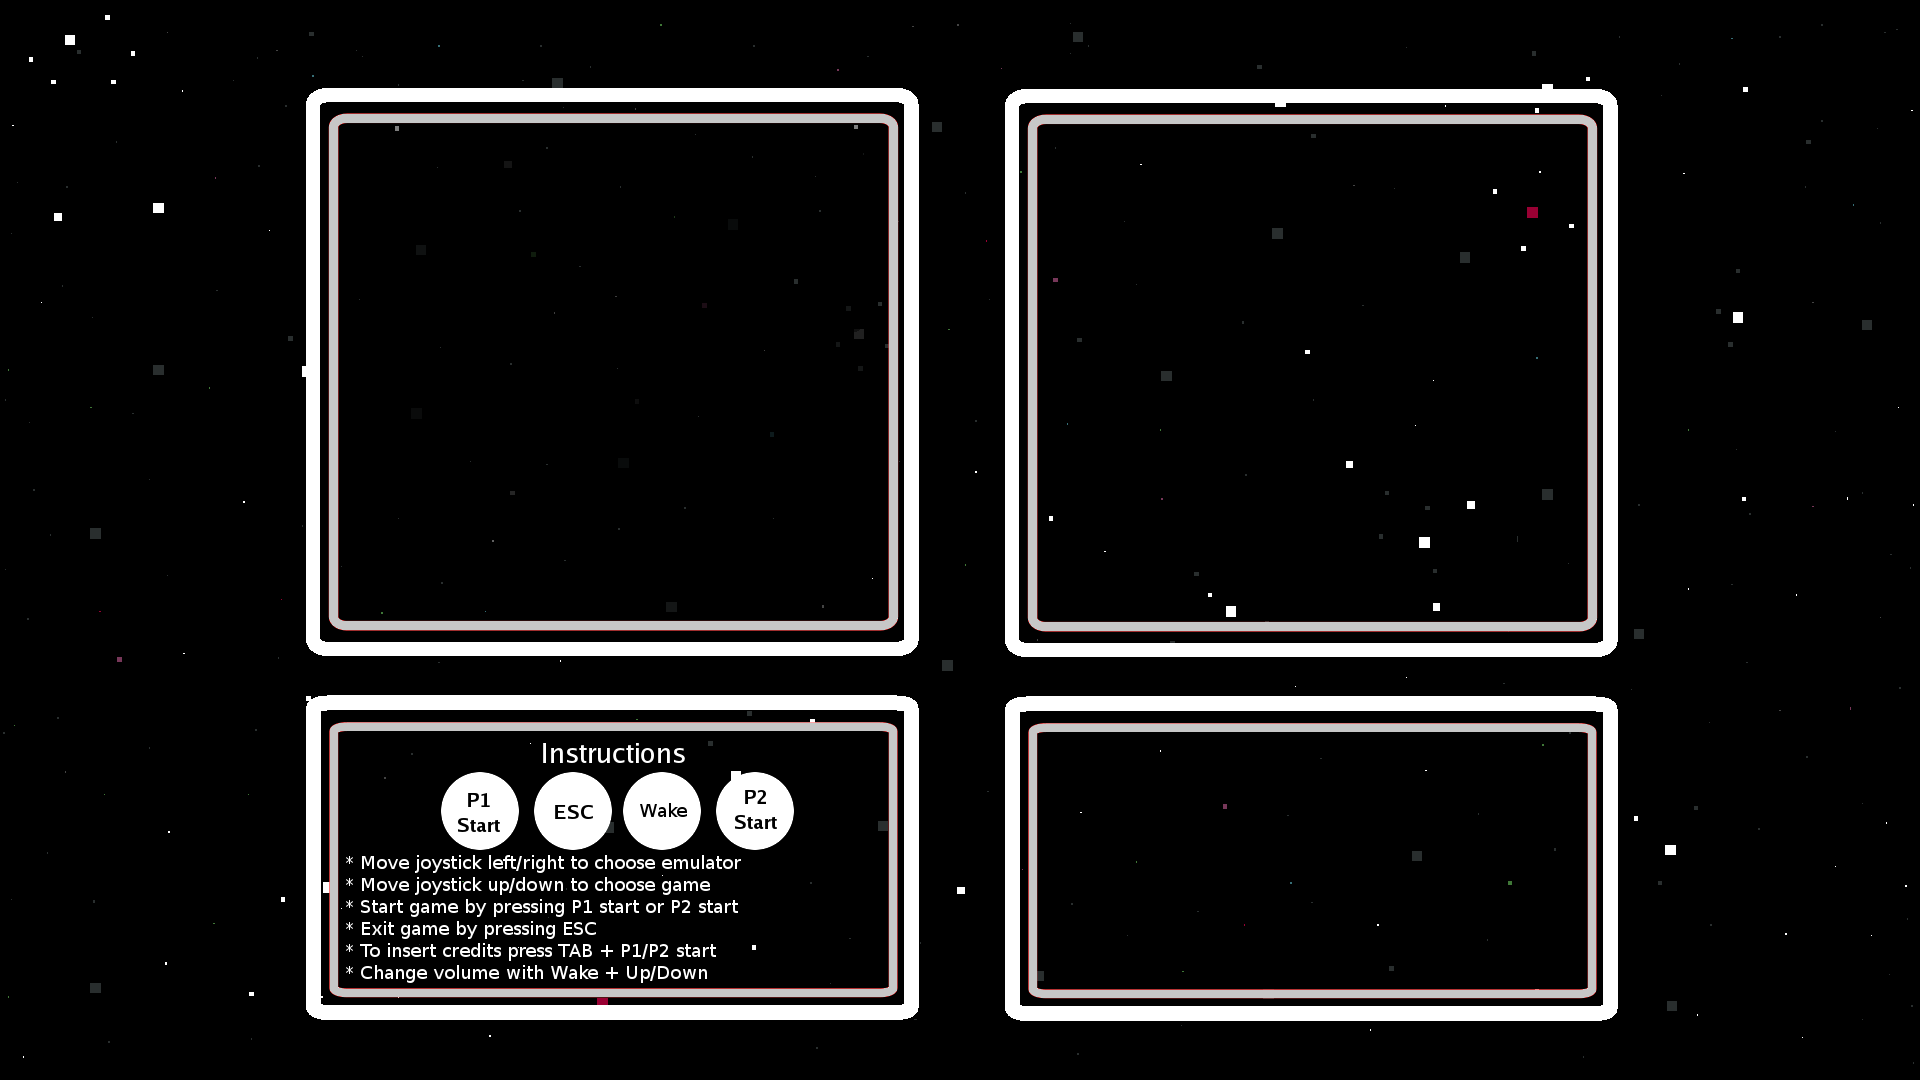 Instructions
P1 Start
ESC
Wake
P2 Start
* Move joystick left/right to choose emulator
* Move joystick up/down to choose game
* Start game by pressing P1 start or P2 start
* Exit game by pressing ESC
* To insert credits press TAB + P1/P2 start
* Change volume with Wake + Up/Down